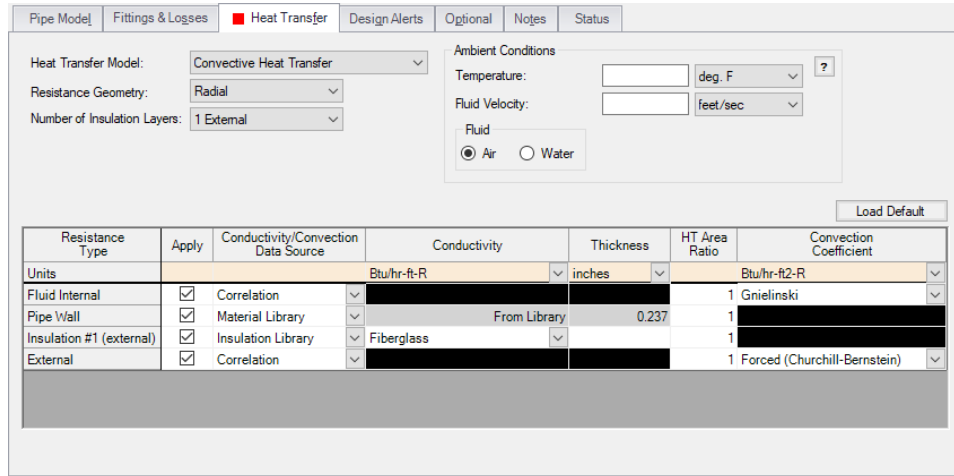 Pipe Model Fittings & Losses Heat Transfer Design Alerts Optional Notes Status
Heat Transfer Model: Convective Heat Transfer
Resistance Geometry: Radial
Number of Insulation Layers: 1 External
Ambient Conditions
Temperature: deg. F ?
Fluid Velocity: feet/sec
Fluid
Air Water
Load Default
Resistance Type Apply Conductivity/Convection Data Source Conductivity Thickness HT Area Ratio Convection Coefficient
Units Btu/hr-ft-R inches Btu/hr-ft2-R
Fluid Internal Correlation 1 Gnielinski
Pipe Wall Material Library From Library 0.237 1
Insulation #1 (external) Insulation Library Fiberglass 1
External Correlation 1 Forced (Churchill-Bernstein)